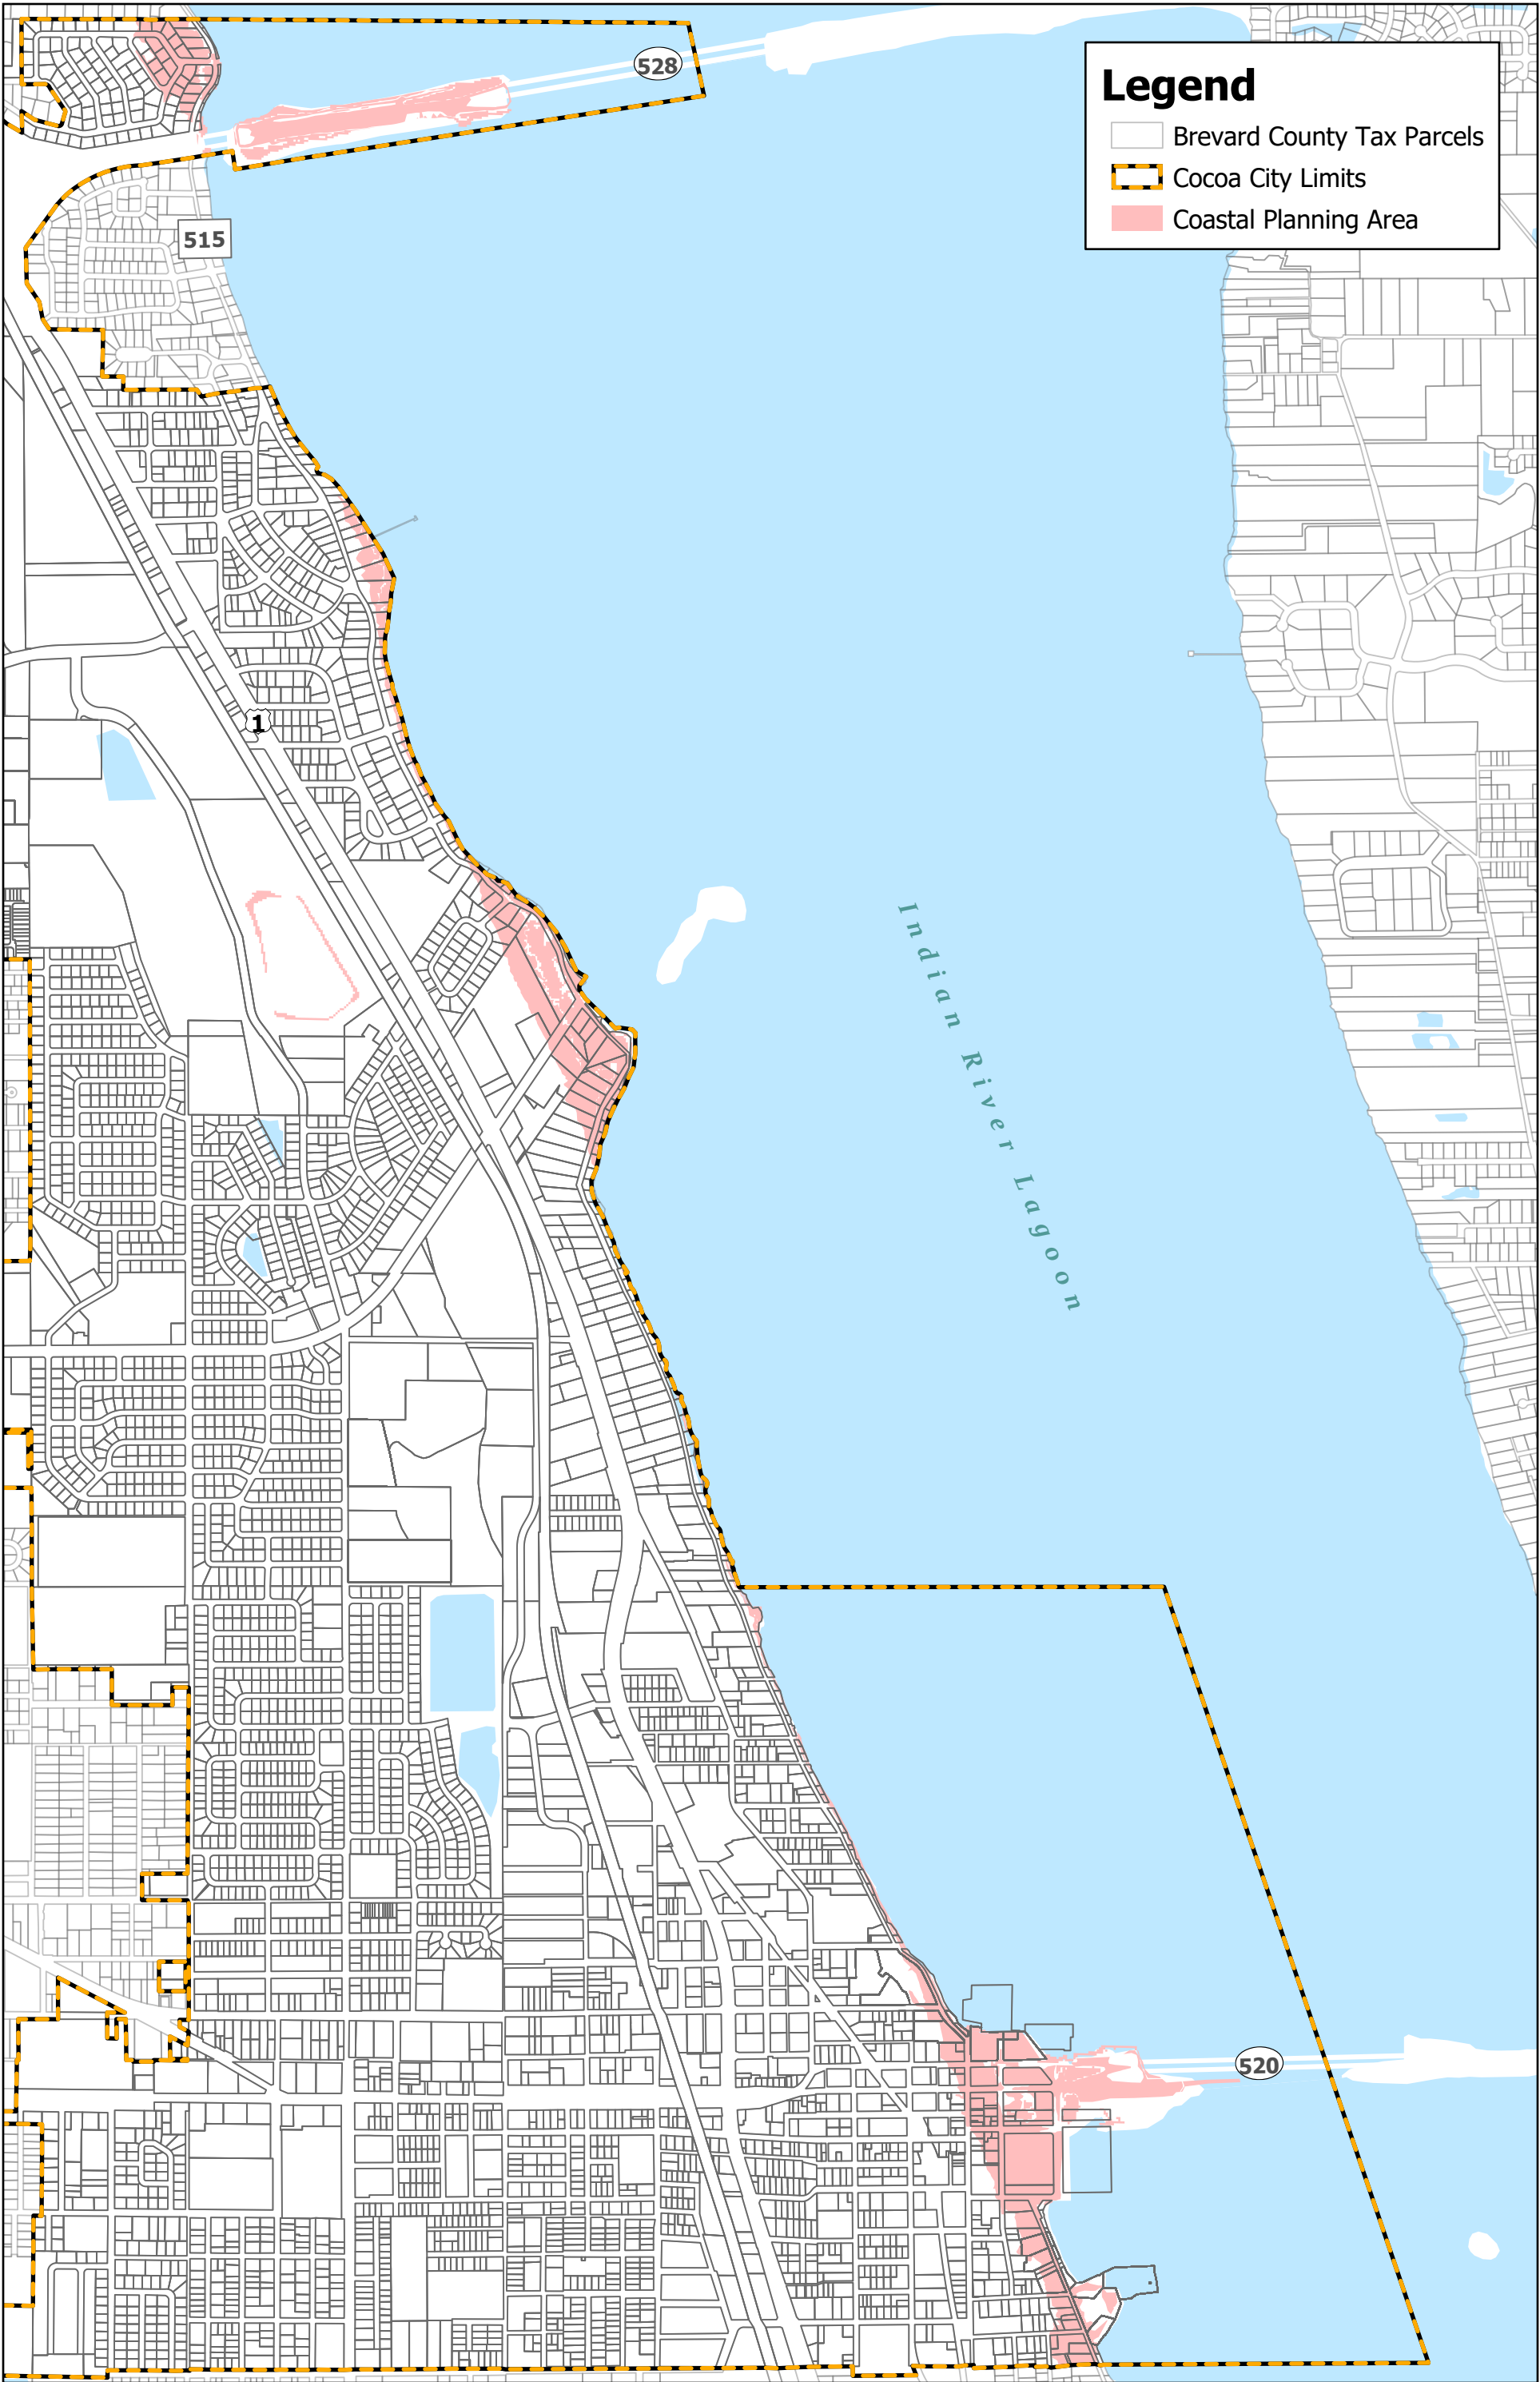 528
Legend
Brevard County Tax Parcels
Cocoa City Limits
Coastal Planning Area
515
1
Indian River Lagoon
520